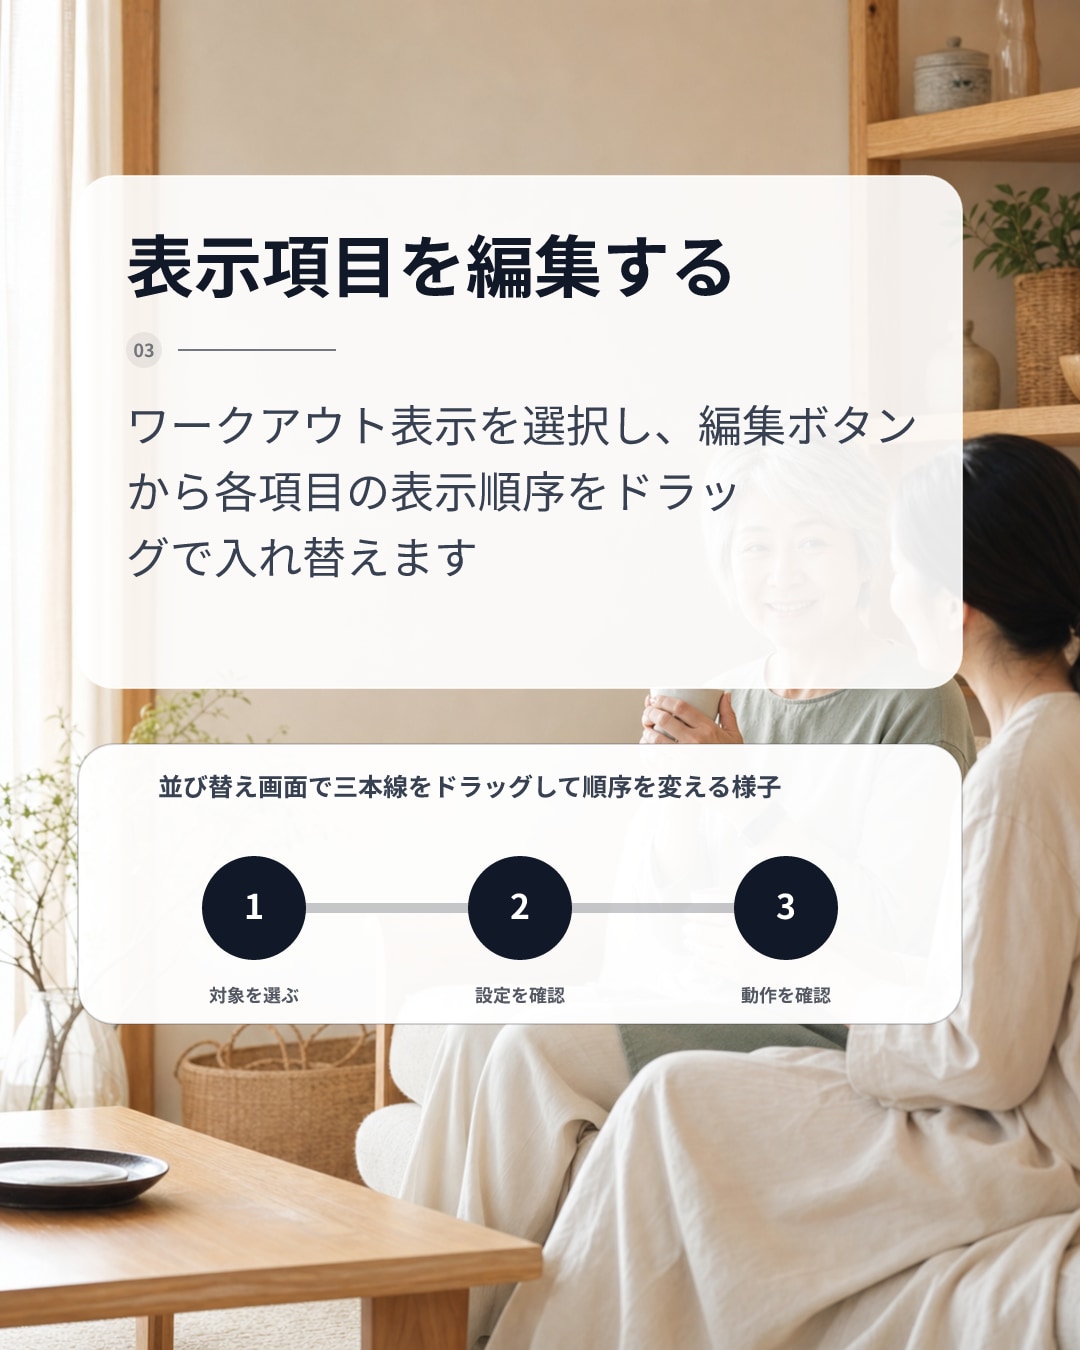 表示項目を編集する
03
ワークアウト表示を選択し、編集ボタン
から各項目の表示順序をドラッ
グで入れ替えます
並び替え画面で三本線をドラッグして順序を変える様子
1 2 3
対象を選ぶ 設定を確認 動作を確認